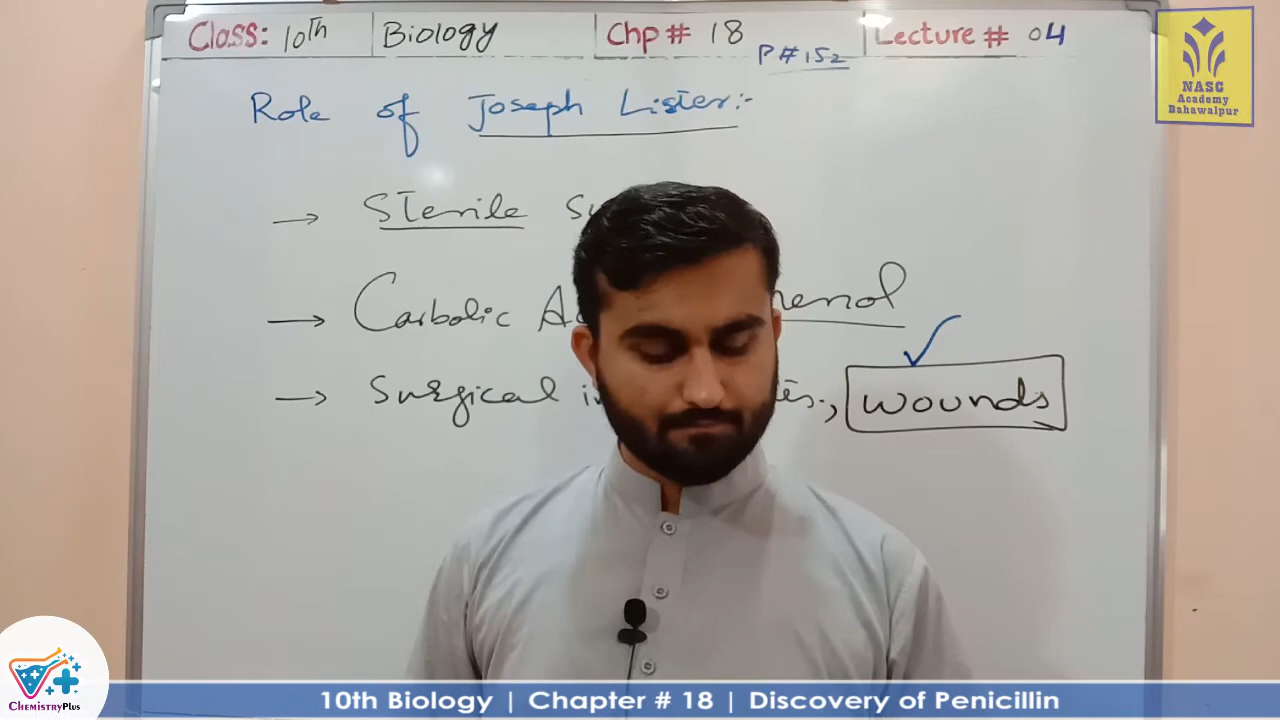 Class: 10th Biology Chp # 18 Lecture # 04
P # 152
NASC
Academy
Bahawalpur
Role of Joseph Lister:-
→ Sterile
→ Carbolic
→ Surgical wounds
ChemistryPlus
10th Biology | Chapter # 18 | Discovery of Penicillin